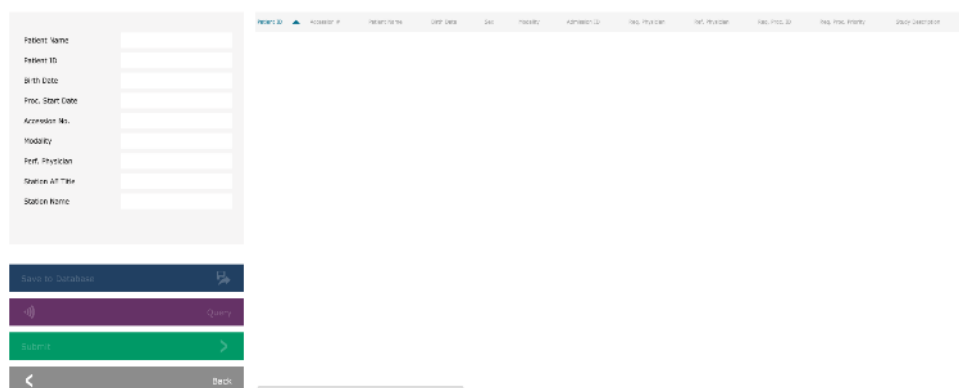 Patient ID Accession # Patient Name Birth Date Sex Modality Admission ID Req. Physician Ref. Physician Req. Proc. ID Req. Proc. Priority Study Description
Patient Name
Patient ID
Birth Date
Proc. Start Date
Accession No.
Modality
Perf. Physician
Station AE Title
Station Name
Save to Database
Query
Submit
Back